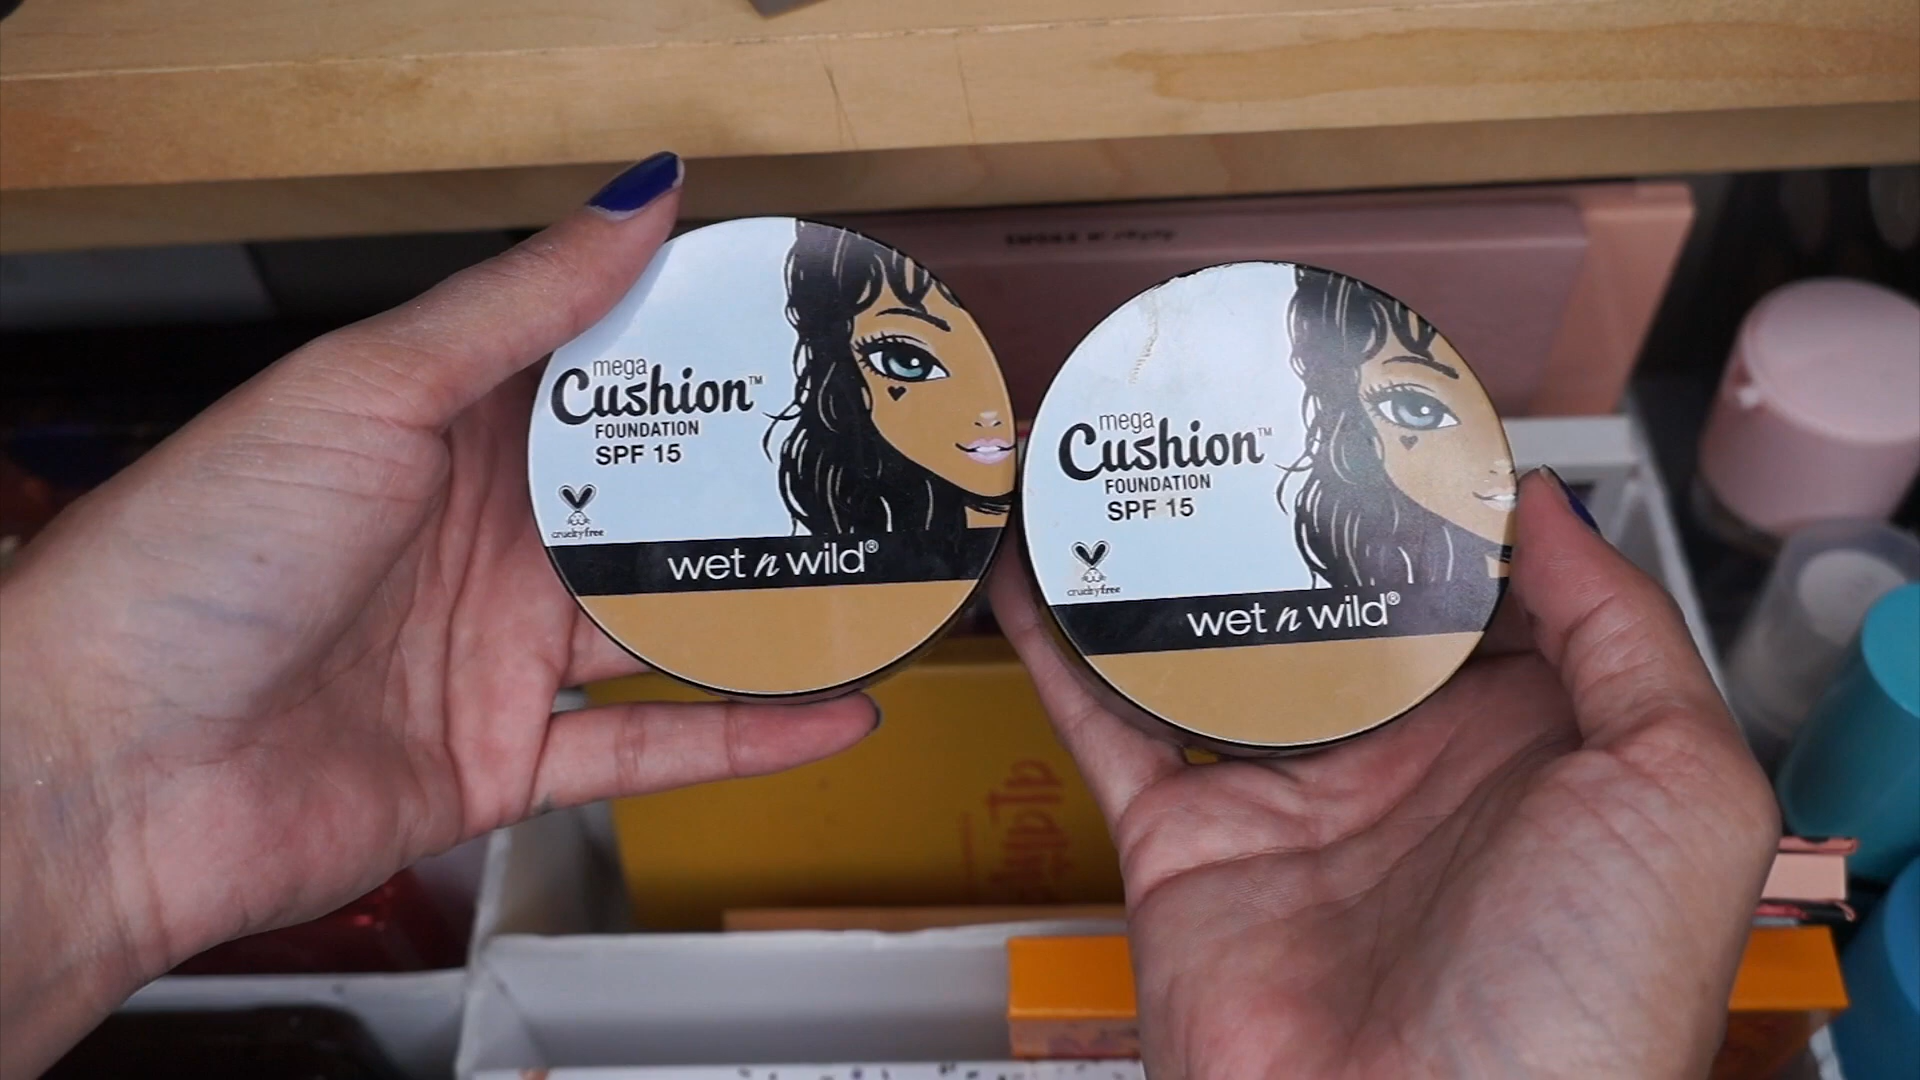 mega
Cushion™
FOUNDATION
SPF 15
crueltyfree
wet n wild®
mega
Cushion™
FOUNDATION
SPF 15
crueltyfree
wet n wild®